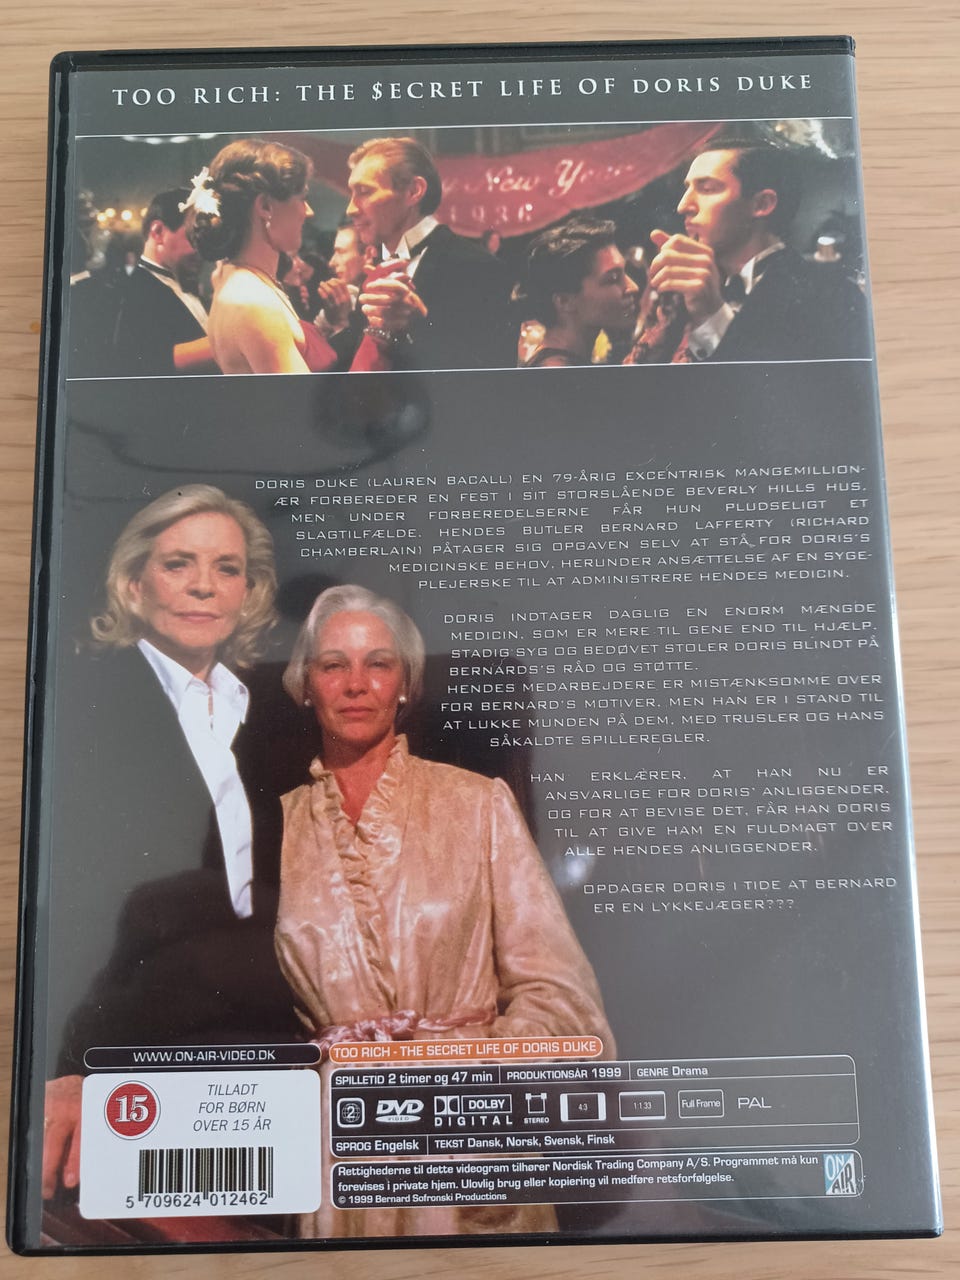 TOO RICH: THE $ECRET LIFE OF DORIS DUKE
New Year
1936
DORIS DUKE (LAUREN BACALL) EN 79-ÅRIG EXCENTRISK MANGEMILLION-
ÆR FORBEREDER EN FEST I SIT STORSLÅENDE BEVERLY HILLS HUS,
MEN UNDER FORBEREDELSERNE FÅR HUN PLUDSELIGT ET
SLAGTILFÆLDE. HENDES BUTLER BERNARD LAFFERTY (RICHARD
CHAMBERLAIN) PÅTAGER SIG OPGAVEN SELV AT STÅ FOR DORIS'S
MEDICINSKE BEHOV, HERUNDER ANSÆTTELSE AF EN SYGE-
PLEJERSKE TIL AT ADMINISTRERE HENDES MEDICIN.
DORIS INDTAGER DAGLIG EN ENORM MÆNGDE
MEDICIN, SOM ER MERE TIL GENE END TIL HJÆLP.
STADIG SYG OG BEDØVET STOLER DORIS BLINDT PÅ
BERNARDS'S RÅD OG STØTTE.
HENDES MEDARBEJDERE ER MISTÆNKSOMME OVER
FOR BERNARD'S MOTIVER, MEN HAN ER I STAND TIL
AT LUKKE MUNDEN PÅ DEM, MED TRUSLER OG HANS
SÅKALDTE SPILLEREGLER.
HAN ERKLÆRER, AT HAN NU ER
ANSVARLIGE FOR DORIS' ANLIGGENDER,
OG FOR AT BEVISE DET, FÅR HAN DORIS
TIL AT GIVE HAM EN FULDMAGT OVER
ALLE HENDES ANLIGGENDER.
OPDAGER DORIS I TIDE AT BERNARD
ER EN LYKKEJÆGER???
WWW.ON-AIR-VIDEO.DK
15
TILLADT
FOR BØRN
OVER 15 ÅR
5 709624 012462
TOO RICH - THE SECRET LIFE OF DORIS DUKE
SPILLETID 2 timer og 47 min PRODUKTIONSÅR 1999 GENRE Drama
2 DVD VIDEO DOLBY DIGITAL STEREO 4:3 1:1.33 Full Frame PAL
SPROG Engelsk TEKST Dansk, Norsk, Svensk, Finsk
Rettighederne til dette videogram tilhører Nordisk Trading Company A/S. Programmet må kun
forevises i private hjem. Ulovlig brug eller kopiering vil medføre retsforfølgelse.
© 1999 Bernard Sofronski Productions
ON AIR